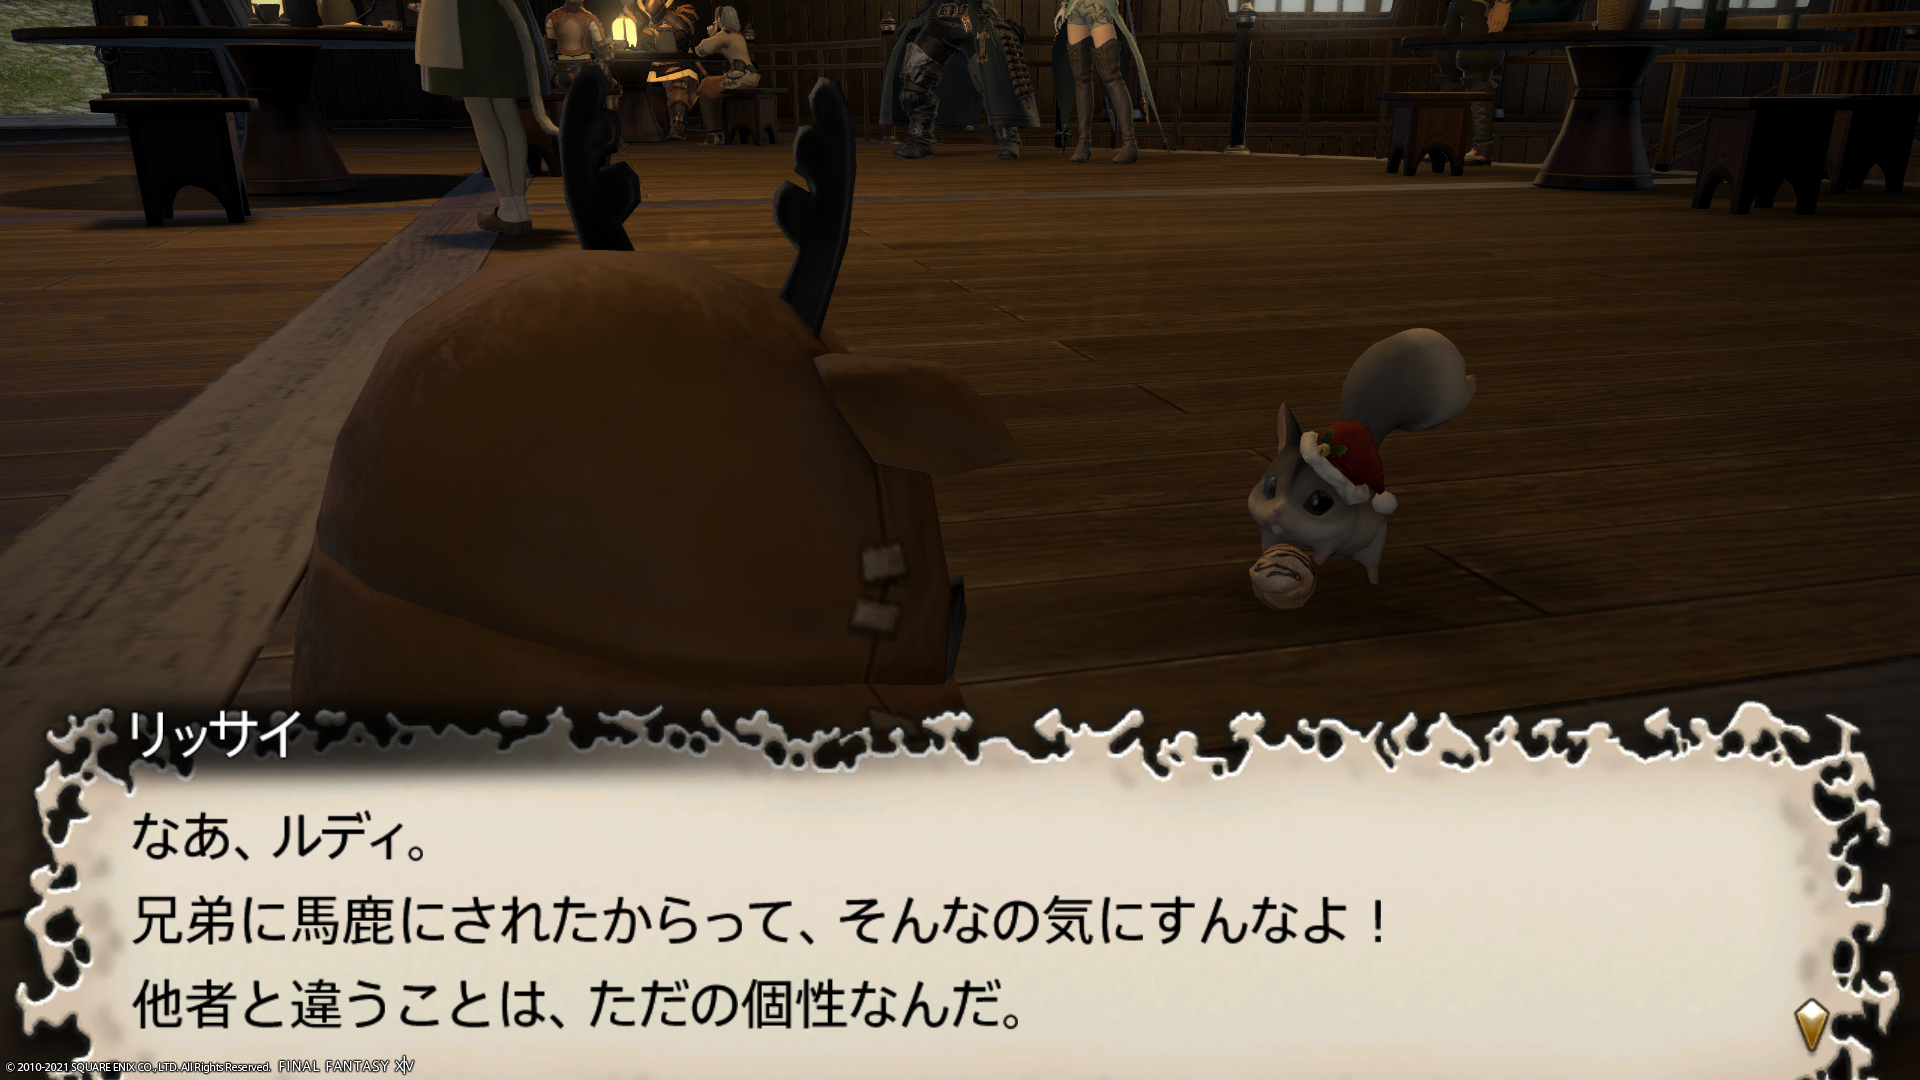 リッサイ
なあ、ルディ。
兄弟に馬鹿にされたからって、そんなの気にすんなよ！
他者と違うことは、ただの個性なんだ。
© 2010-2021 SQUARE ENIX CO., LTD. All Rights Reserved. FINAL FANTASY XIV